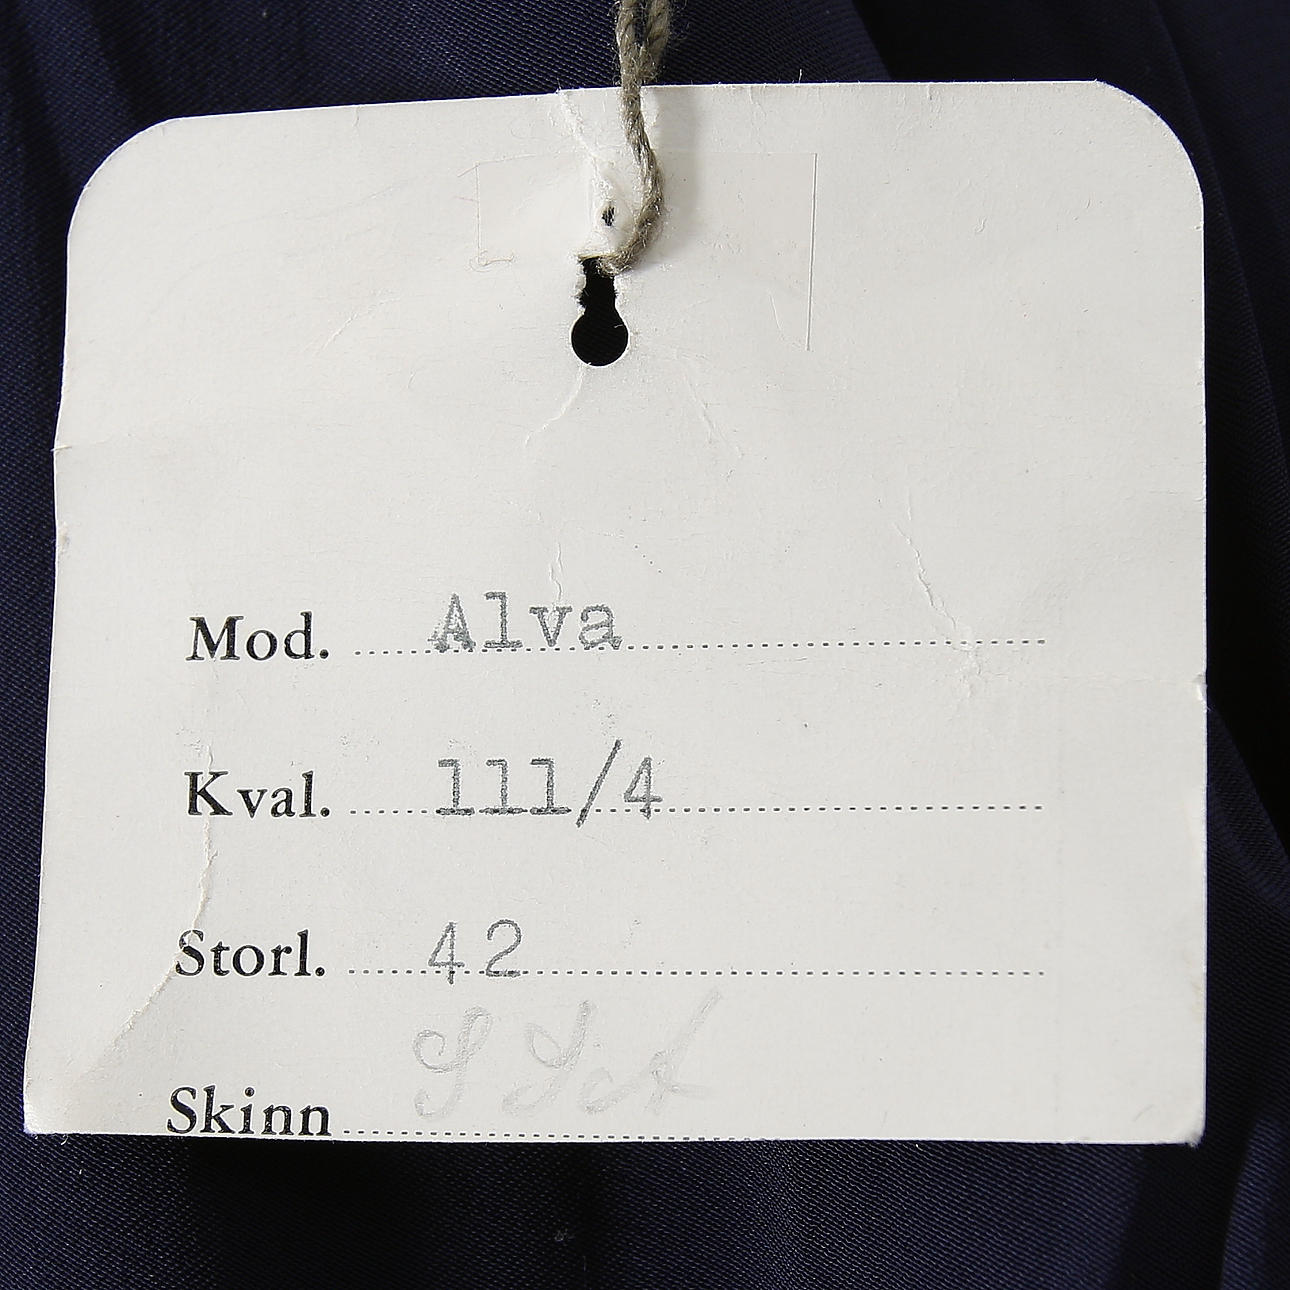 Mod. Alva
Kval. 111/4
Storl. 42
Skinn